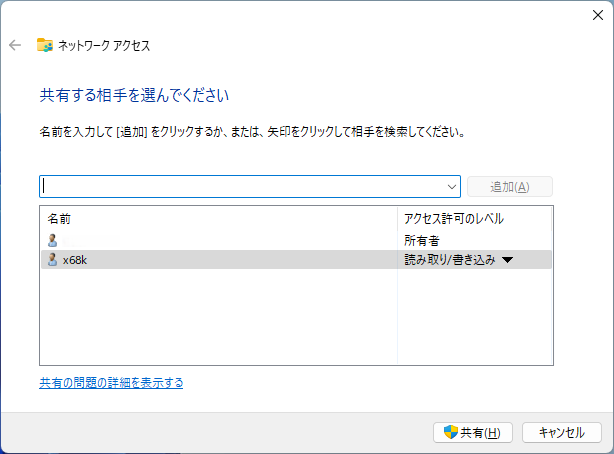 ネットワーク アクセス
共有する相手を選んでください
名前を入力して [追加] をクリックするか、または、矢印をクリックして相手を検索してください。
追加(A)
名前 アクセス許可のレベル
所有者
x68k 読み取り/書き込み
共有の問題の詳細を表示する
共有(H) キャンセル